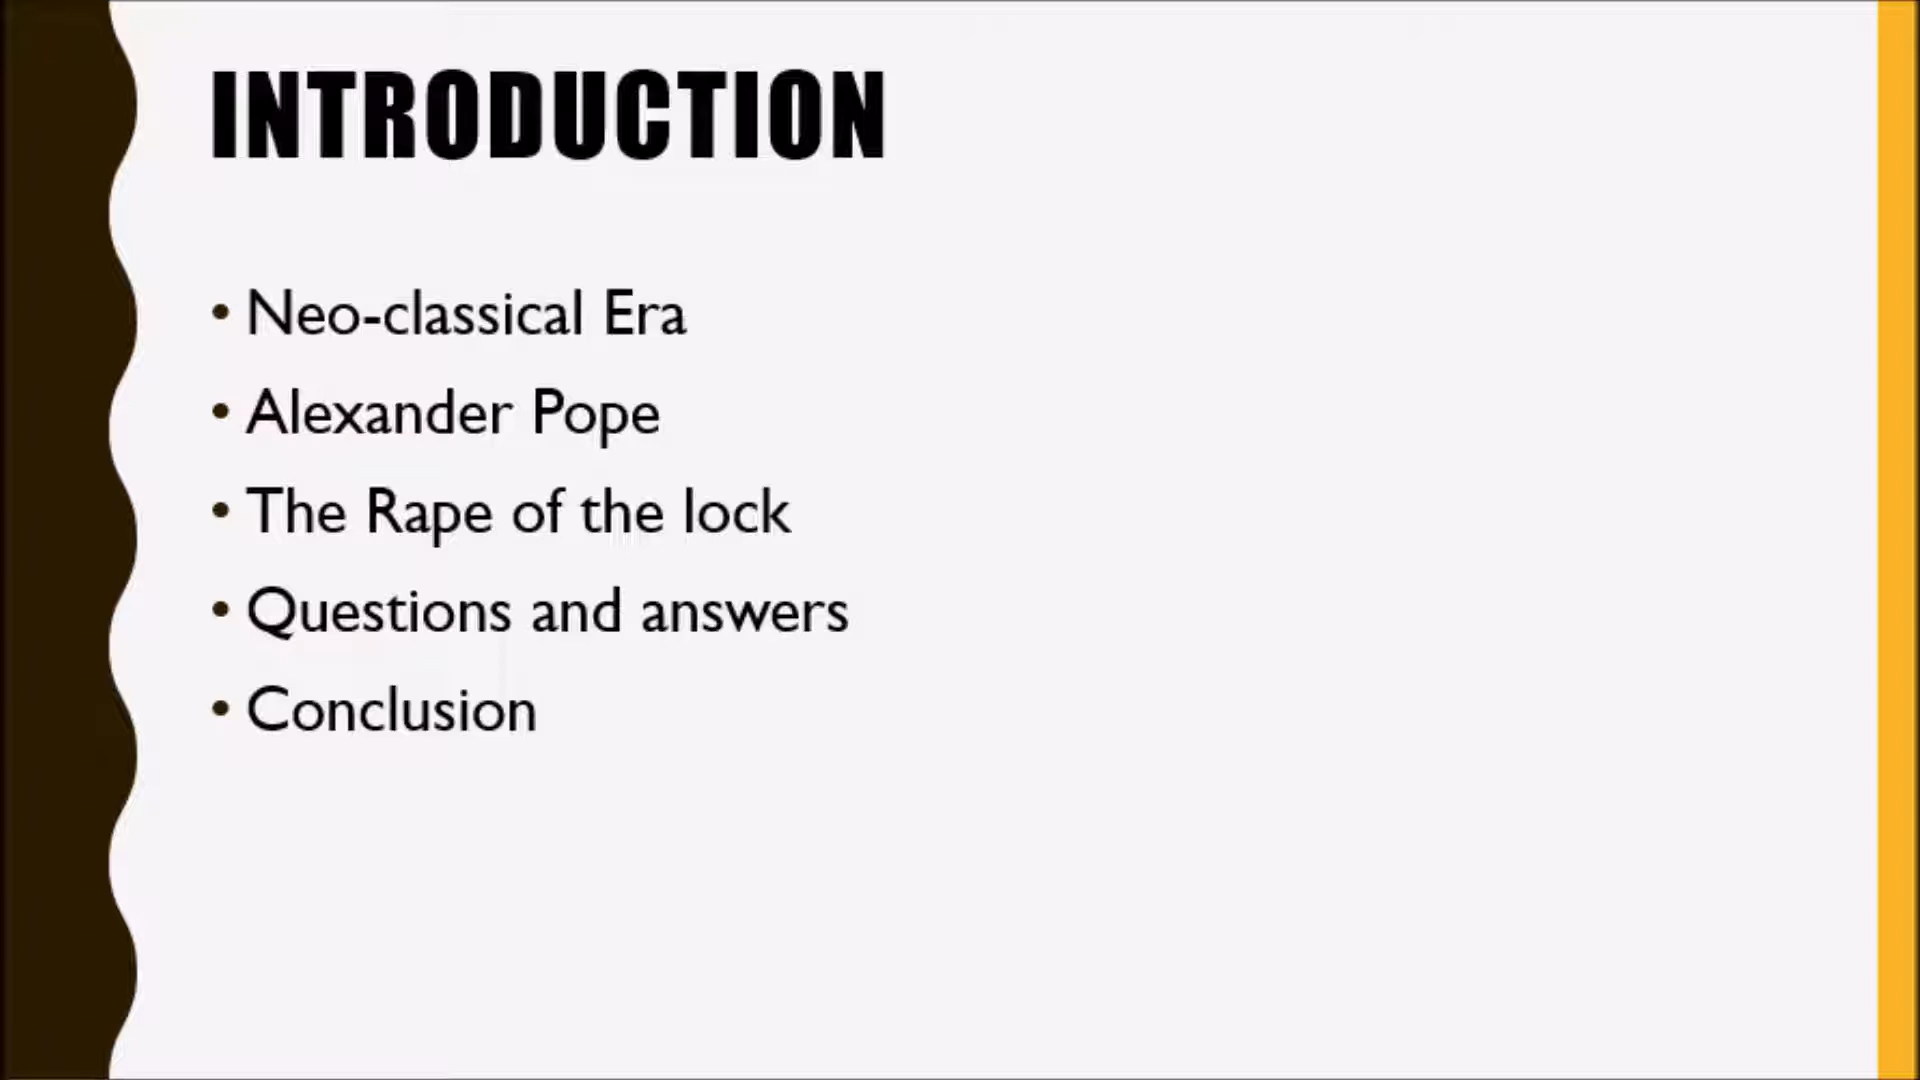 INTRODUCTION
• Neo-classical Era
• Alexander Pope
• The Rape of the lock
• Questions and answers
• Conclusion